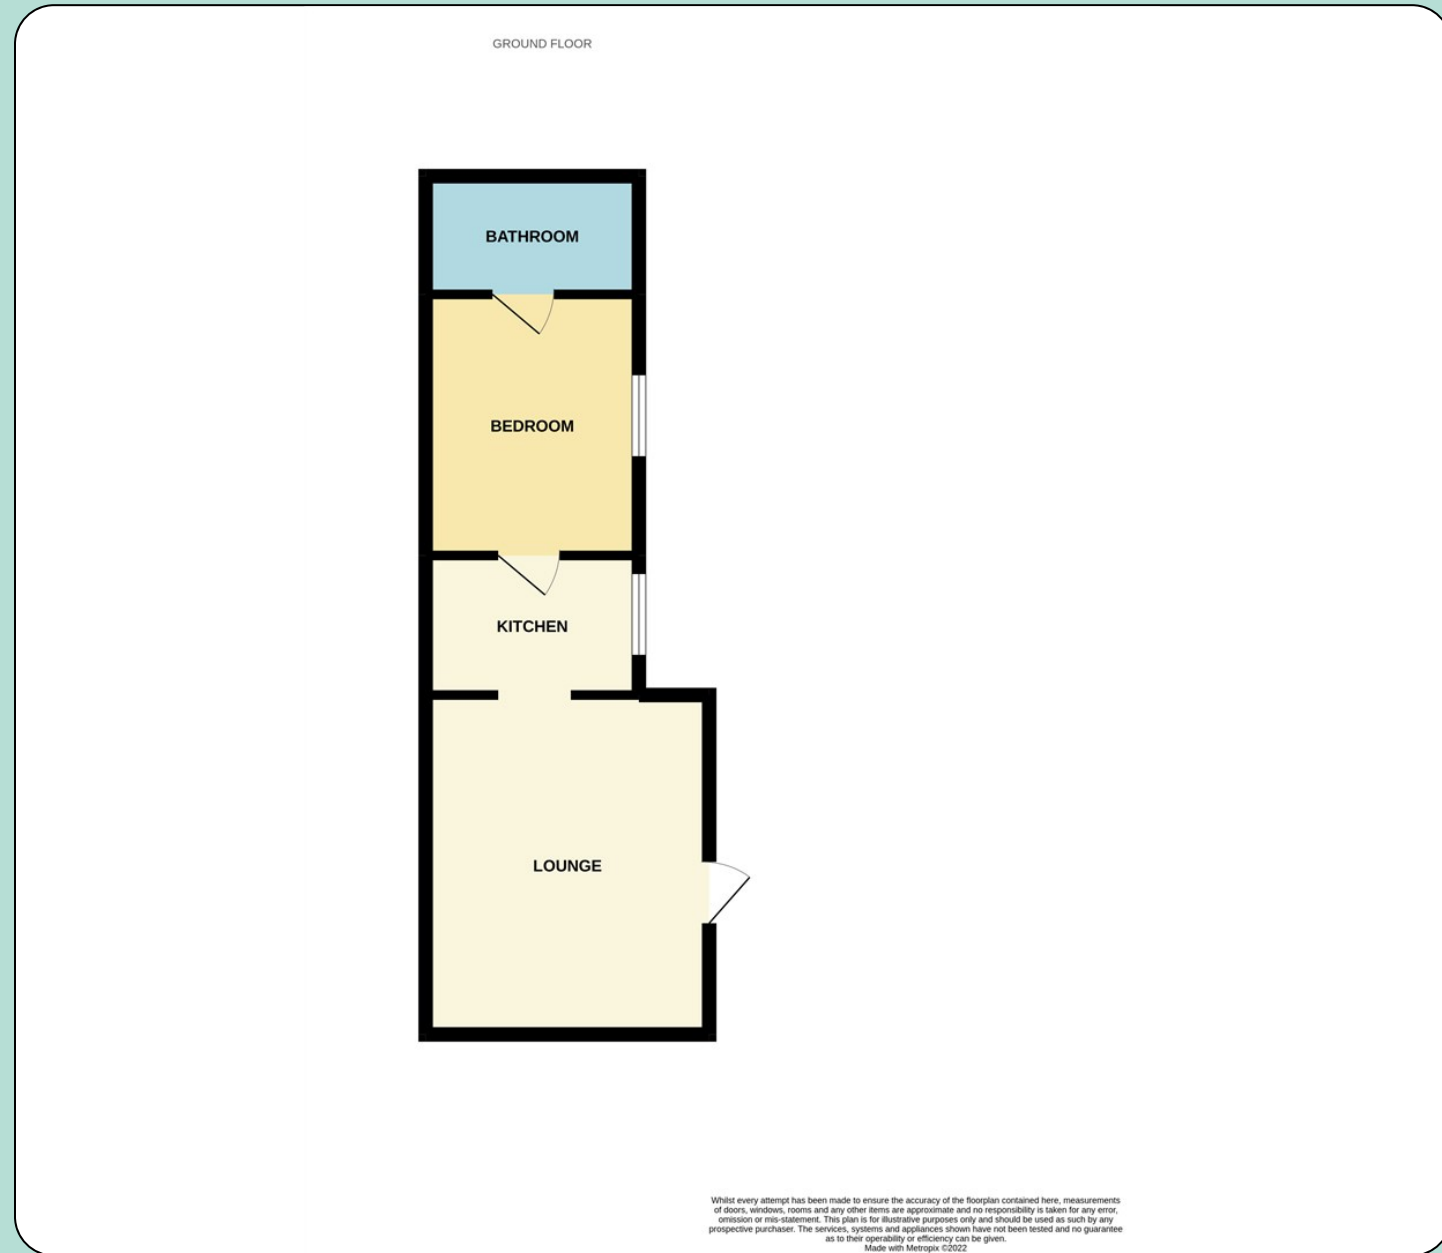 GROUND FLOOR
BATHROOM
BEDROOM
KITCHEN
LOUNGE
Whilst every attempt has been made to ensure the accuracy of the floorplan contained here, measurements
of doors, windows, rooms and any other items are approximate and no responsibility is taken for any error,
omission or mis-statement. This plan is for illustrative purposes only and should be used as such by any
prospective purchaser. The services, systems and appliances shown have not been tested and no guarantee
as to their operability or efficiency can be given.
Made with Metropix ©2022